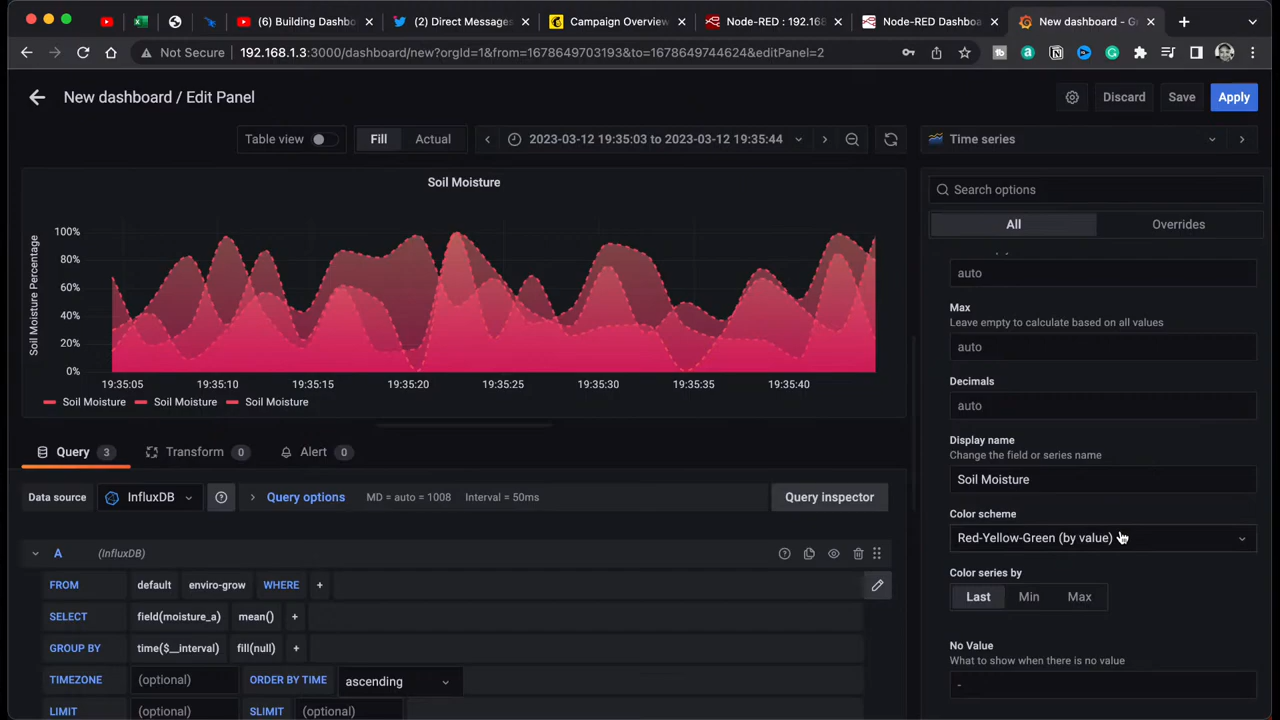 (6) Building Dashbo
(2) Direct Messages
Campaign Overview
Node-RED : 192.168
Node-RED Dashboa
New dashboard - G
Not Secure 192.168.1.3:3000/dashboard/new?orgId=1&from=1678649703193&to=1678649744624&editPanel=2
New dashboard / Edit Panel
Discard
Save
Apply
Table view
Fill
Actual
2023-03-12 19:35:03 to 2023-03-12 19:35:44
Time series
Soil Moisture
Search options
All
Overrides
Soil Moisture Percentage
100%
80%
60%
40%
20%
0%
19:35:05 19:35:10 19:35:15 19:35:20 19:35:25 19:35:30 19:35:35 19:35:40
Soil Moisture Soil Moisture Soil Moisture
auto
Max
Leave empty to calculate based on all values
auto
Decimals
auto
Display name
Change the field or series name
Soil Moisture
Color scheme
Red-Yellow-Green (by value)
Color series by
Last Min Max
No Value
What to show when there is no value
-
Query 3
Transform 0
Alert 0
Data source
InfluxDB
Query options
MD = auto = 1008
Interval = 50ms
Query inspector
A (InfluxDB)
FROM default enviro-grow WHERE +
SELECT field(moisture_a) mean() +
GROUP BY time($__interval) fill(null) +
TIMEZONE (optional) ORDER BY TIME ascending
LIMIT (optional) SLIMIT (optional)